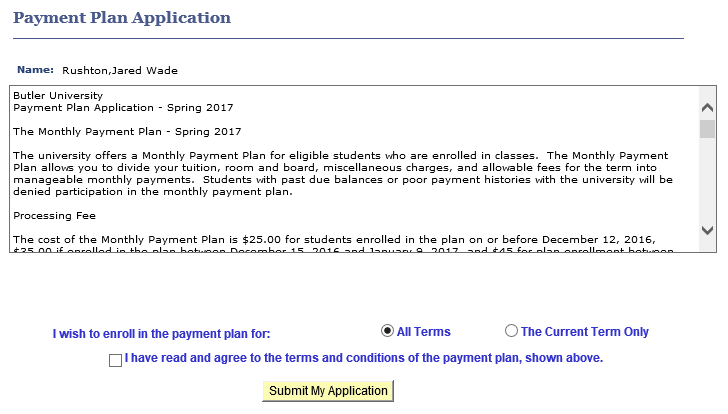 Payment Plan Application
Name: Rushton,Jared Wade
Butler University
Payment Plan Application - Spring 2017
The Monthly Payment Plan - Spring 2017
The university offers a Monthly Payment Plan for eligible students who are enrolled in classes. The Monthly Payment
Plan allows you to divide your tuition, room and board, miscellaneous charges, and allowable fees for the term into
manageable monthly payments. Students with past due balances or poor payment histories with the university will be
denied participation in the monthly payment plan.
Processing Fee
The cost of the Monthly Payment Plan is $25.00 for students enrolled in the plan on or before December 12, 2016,
$35.00 if enrolled in the plan between December 15, 2016 and January 9, 2017, and $45 for plan enrollment between
I wish to enroll in the payment plan for: All Terms The Current Term Only
I have read and agree to the terms and conditions of the payment plan, shown above.
Submit My Application